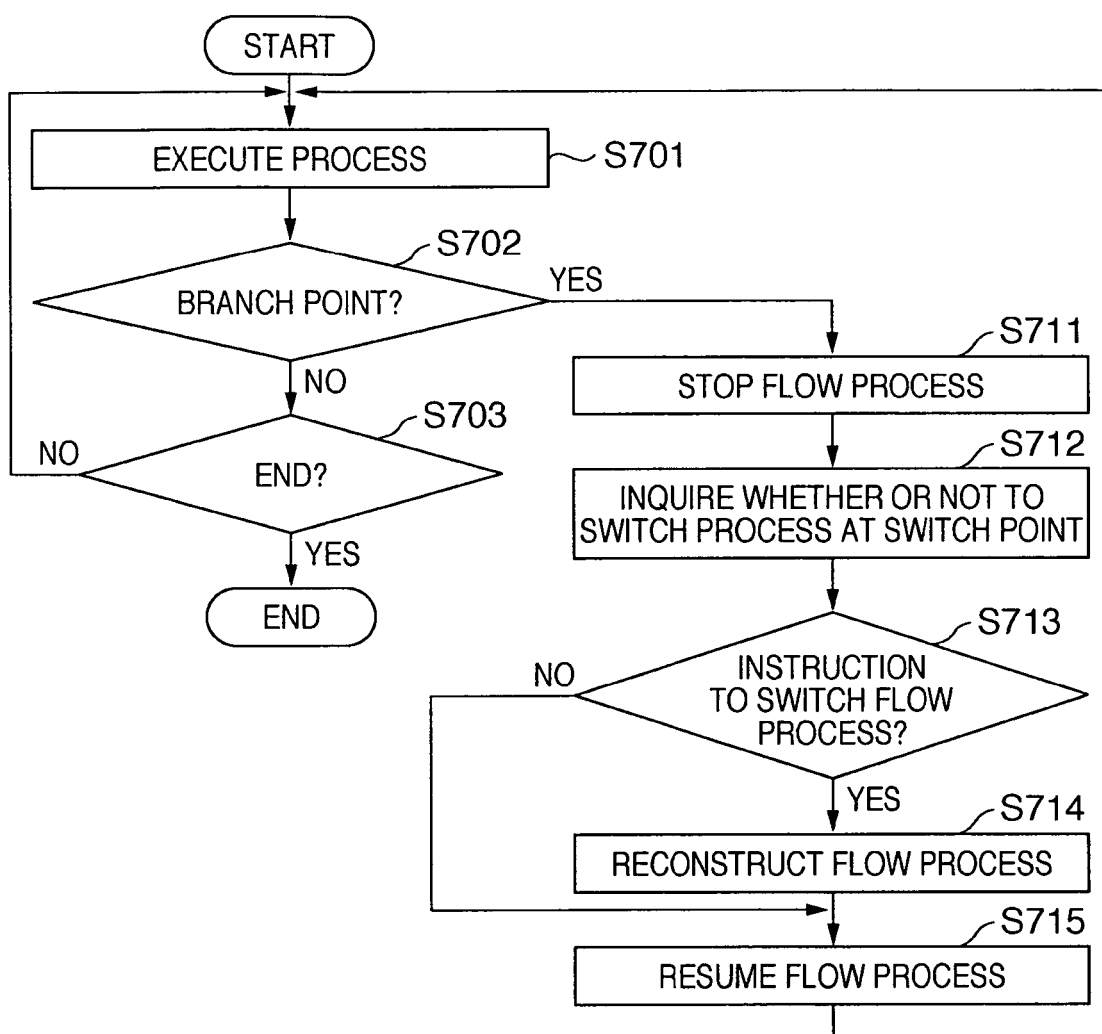 START
EXECUTE PROCESS
S701
S702
BRANCH POINT?
YES
NO
S703
NO
END?
YES
END
S711
STOP FLOW PROCESS
S712
INQUIRE WHETHER OR NOT TO
SWITCH PROCESS AT SWITCH POINT
S713
NO
INSTRUCTION
TO SWITCH FLOW
PROCESS?
YES
S714
RECONSTRUCT FLOW PROCESS
S715
RESUME FLOW PROCESS